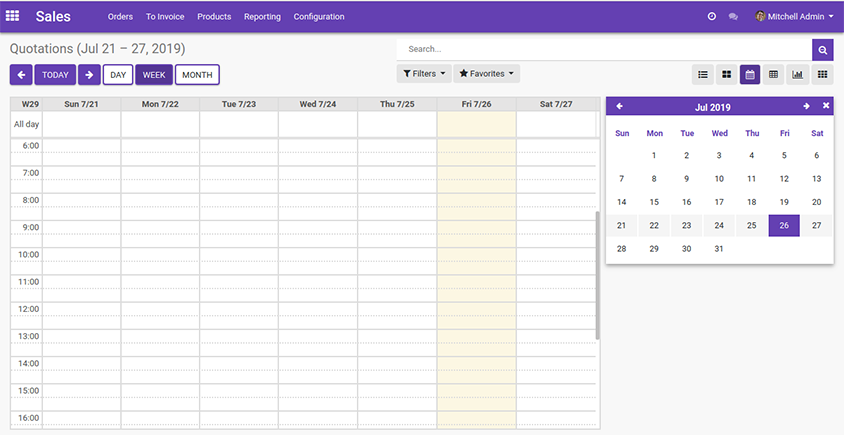 Sales Orders To Invoice Products Reporting Configuration Mitchell Admin
Quotations (Jul 21 – 27, 2019)
Search...
TODAY DAY WEEK MONTH
Filters Favorites
W29 Sun 7/21 Mon 7/22 Tue 7/23 Wed 7/24 Thu 7/25 Fri 7/26 Sat 7/27
All day
6:00
7:00
8:00
9:00
10:00
11:00
12:00
13:00
14:00
15:00
16:00
Jul 2019
Sun Mon Tue Wed Thu Fri Sat
1 2 3 4 5 6
7 8 9 10 11 12 13
14 15 16 17 18 19 20
21 22 23 24 25 26 27
28 29 30 31